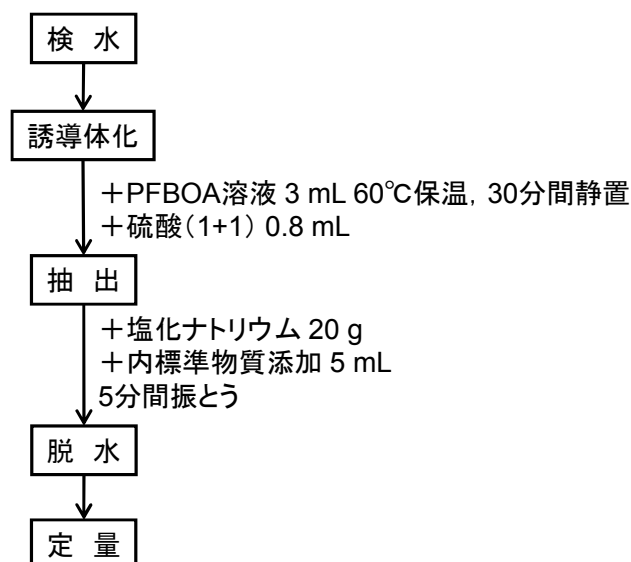 検 水
誘導体化
＋PFBOA溶液 3 mL 60℃保温，30分間静置
＋硫酸（1+1） 0.8 mL
抽 出
＋塩化ナトリウム 20 g
＋内標準物質添加 5 mL
5分間振とう
脱 水
定 量